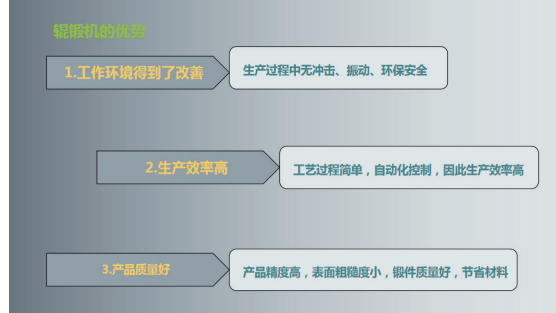 辊锻机的优势
1.工作环境得到了改善
生产过程中无冲击、振动、环保安全
2.生产效率高
工艺过程简单，自动化控制，因此生产效率高
3.产品质量好
产品精度高，表面粗糙度小，锻件质量好，节省材料